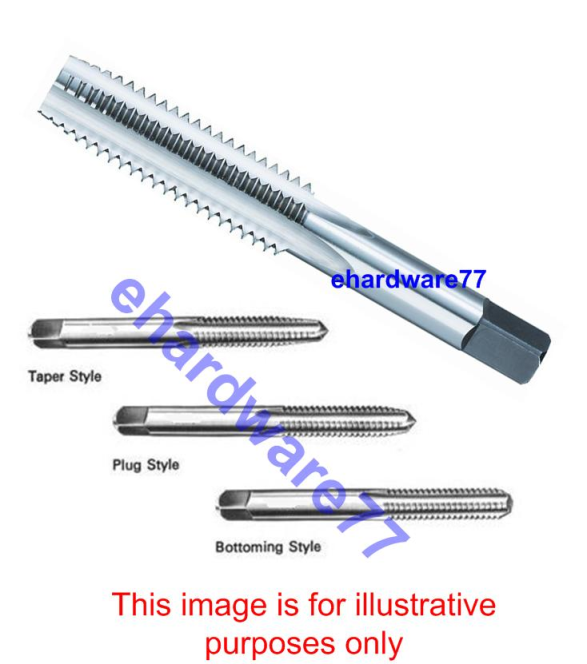 ehardware77
ehardware77
Taper Style
Plug Style
Bottoming Style
This image is for illustrative
purposes only